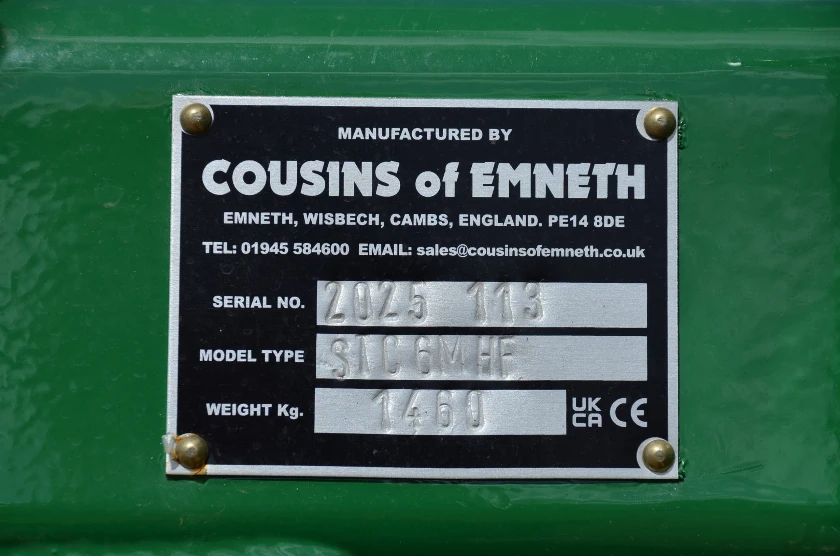 MANUFACTURED BY
COUSINS of EMNETH
EMNETH, WISBECH, CAMBS, ENGLAND. PE14 8DE
TEL: 01945 584600 EMAIL: sales@cousinsofemneth.co.uk
SERIAL NO. 2025 113
MODEL TYPE STC6MHF
WEIGHT Kg. 1460 UK CA CE